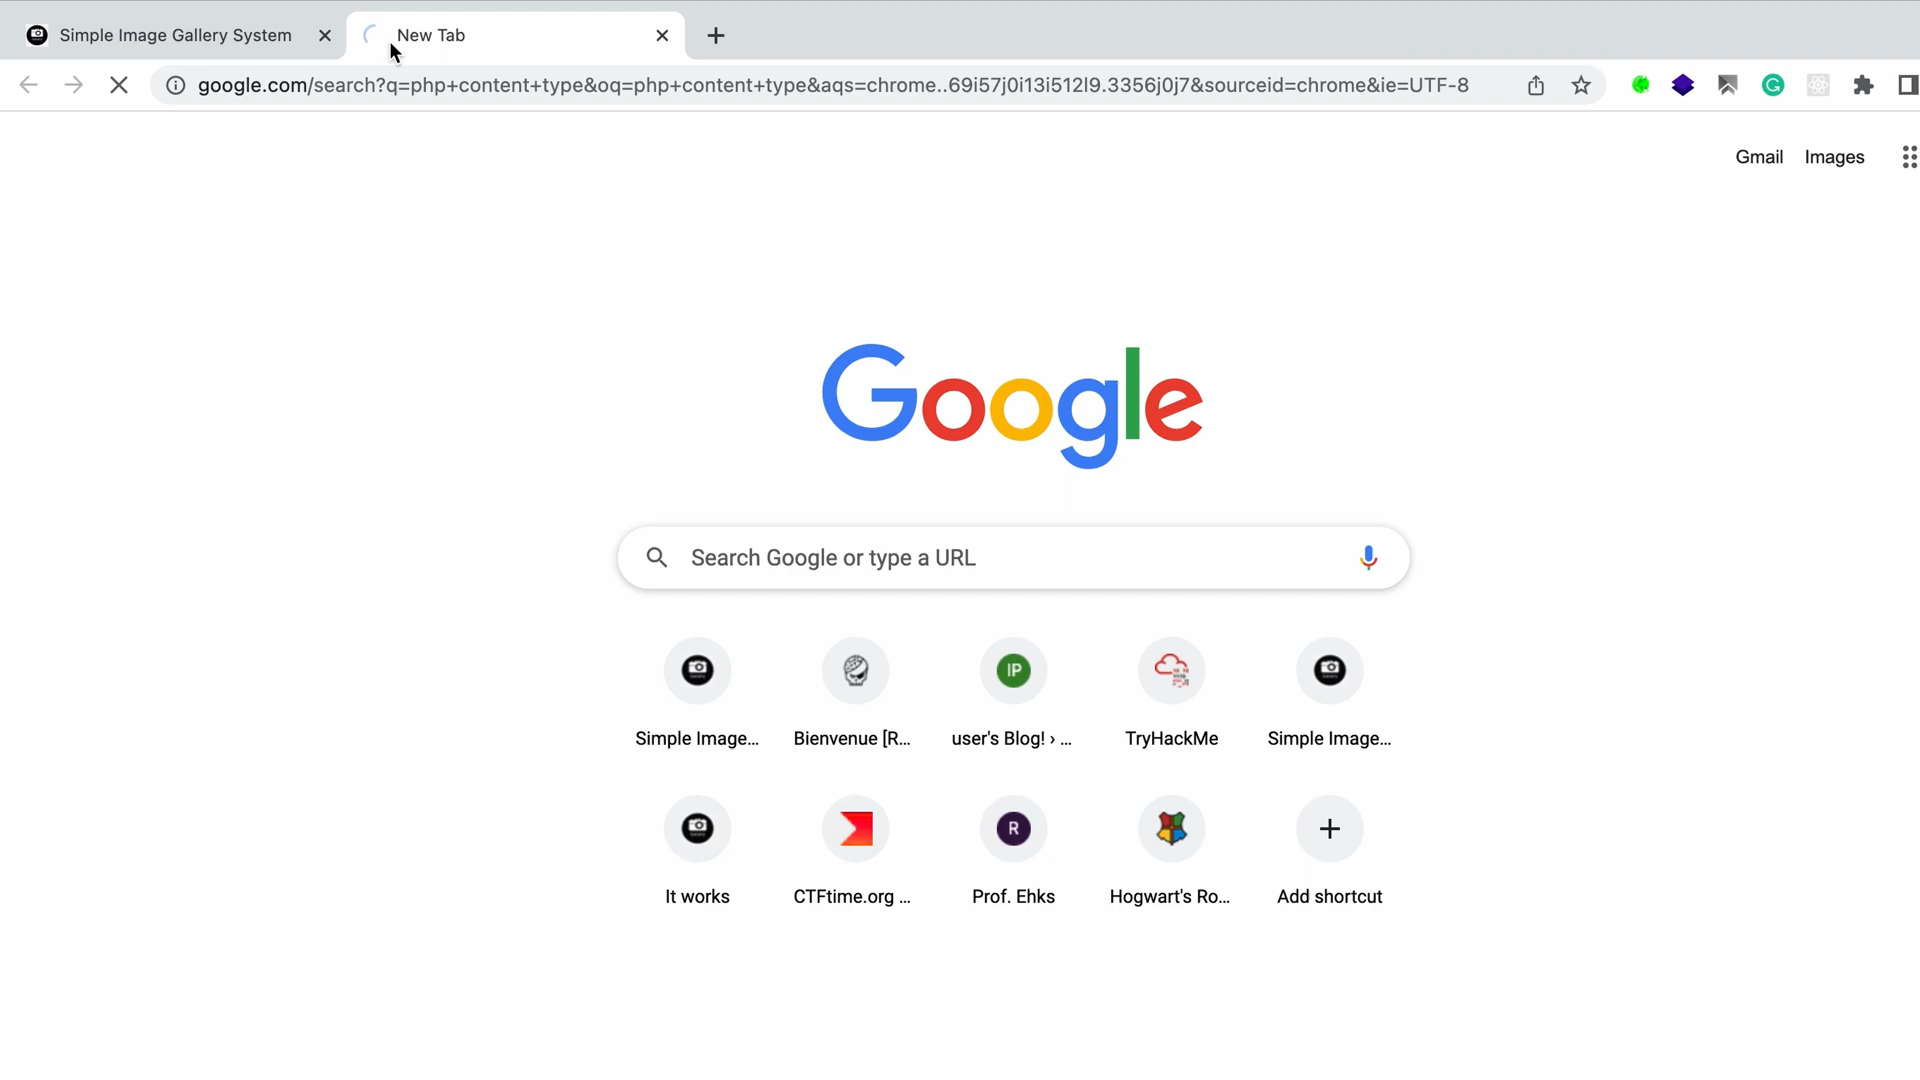 Simple Image Gallery System
New Tab
google.com/search?q=php+content+type&oq=php+content+type&aqs=chrome..69i57j0i13i512l9.3356j0j7&sourceid=chrome&ie=UTF-8
Gmail Images
Google
Search Google or type a URL
IP
Simple Image... Bienvenue [R... user's Blog! › ... TryHackMe Simple Image...
R
It works CTFtime.org ... Prof. Ehks Hogwart's Ro... Add shortcut